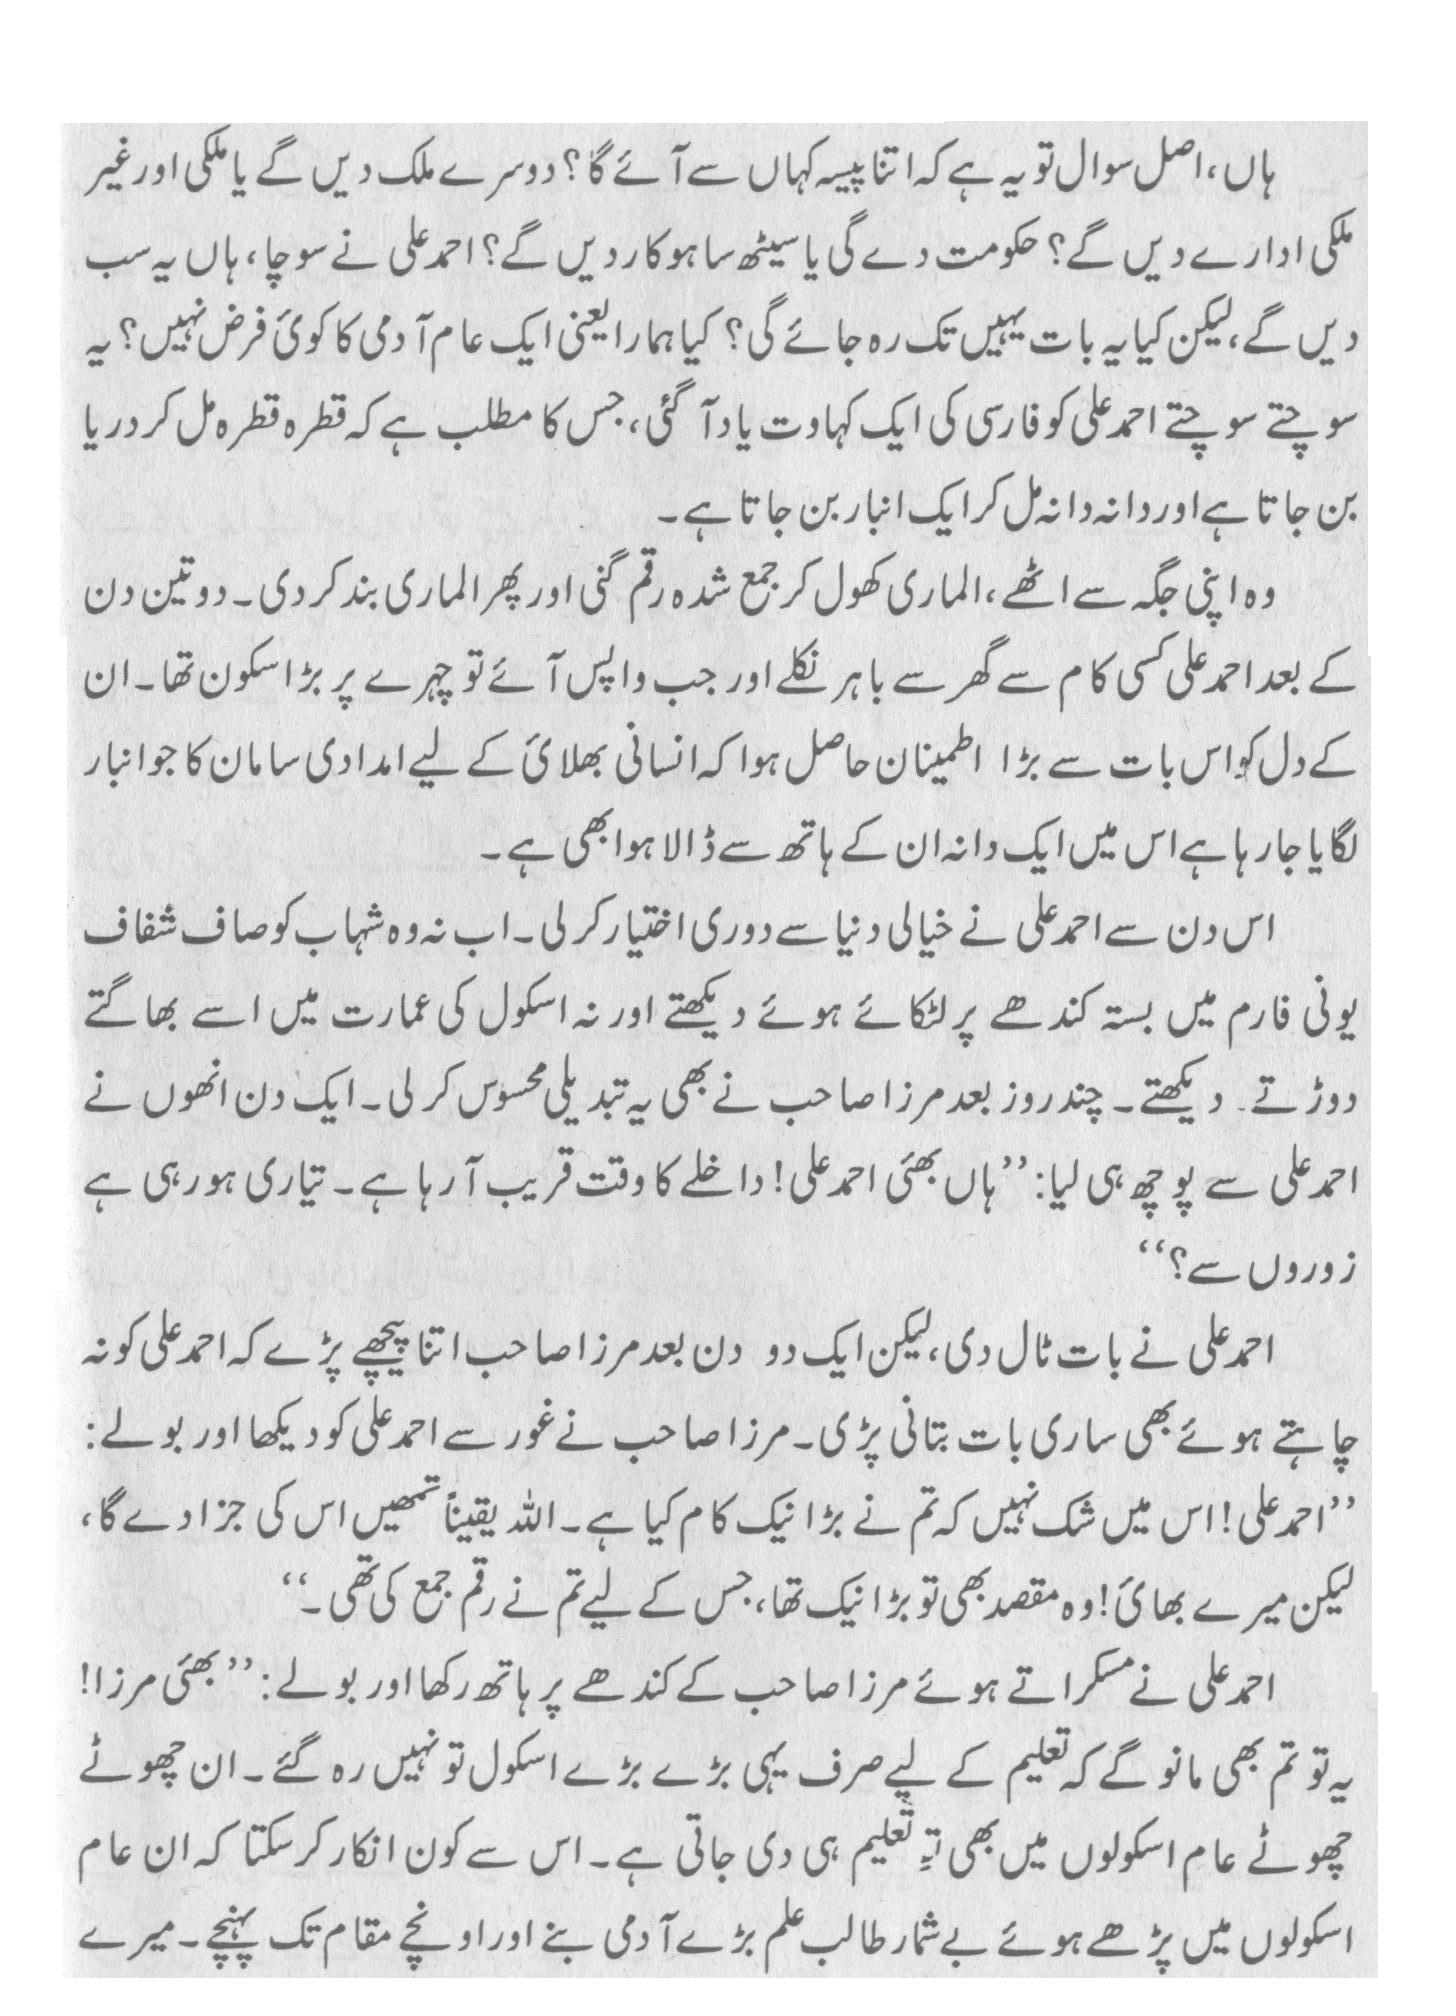 ہاں، اصل سوال تو یہ ہے کہ اتنا پیسہ کہاں سے آئے گا؟ دوسرے ملک دیں گے یا ملکی اور غیر
ملکی ادارے دیں گے؟ حکومت دے گی یا سیٹھ ساہوکار دیں گے؟ احمد علی نے سوچا، ہاں یہ سب
دیں گے، لیکن کیا یہ بات یہیں تک رہ جائے گی؟ کیا ہمارا یعنی ایک عام آدمی کا کوئی فرض نہیں؟ یہ
سوچتے سوچتے احمد علی کو فارسی کی ایک کہاوت یاد آ گئی، جس کا مطلب ہے کہ قطرہ قطرہ مل کر دریا
بن جاتا ہے اور دانہ دانہ مل کر ایک انبار بن جاتا ہے۔
وہ اپنی جگہ سے اٹھے، الماری کھول کر جمع شدہ رقم گنی اور پھر الماری بند کر دی۔ دو تین دن
کے بعد احمد علی کسی کام سے گھر سے باہر نکلے اور جب واپس آئے تو چہرے پر بڑا سکون تھا۔ ان
کے دل کو اس بات سے بڑا اطمینان حاصل ہوا کہ انسانی بھلائی کے لیے امدادی سامان کا جو انبار
لگایا جا رہا ہے اس میں ایک دانہ ان کے ہاتھ سے ڈالا ہوا بھی ہے۔
اس دن سے احمد علی نے خیالی دنیا سے دوری اختیار کر لی۔ اب نہ وہ شہاب کو صاف شفاف
یونی فارم میں بستہ کندھے پر لٹکائے ہوئے دیکھتے اور نہ اسکول کی عمارت میں اسے بھاگتے
دوڑتے دیکھتے۔ چند روز بعد مرزا صاحب نے بھی یہ تبدیلی محسوس کر لی۔ ایک دن انھوں نے
احمد علی سے پوچھ ہی لیا: ’’ہاں بھئی احمد علی! داخلے کا وقت قریب آ رہا ہے۔ تیاری ہو رہی ہے
زوروں سے؟‘‘
احمد علی نے بات ٹال دی، لیکن ایک دو دن بعد مرزا صاحب اتنا پیچھے پڑے کہ احمد علی کو نہ
چاہتے ہوئے بھی ساری بات بتانی پڑی۔ مرزا صاحب نے غور سے احمد علی کو دیکھا اور بولے:
’’احمد علی! اس میں شک نہیں کہ تم نے بڑا نیک کام کیا ہے۔ اللہ یقیناً تمھیں اس کی جزا دے گا،
لیکن میرے بھائی! وہ مقصد بھی تو بڑا نیک تھا، جس کے لیے تم نے رقم جمع کی تھی۔‘‘
احمد علی نے مسکراتے ہوئے مرزا صاحب کے کندھے پر ہاتھ رکھا اور بولے: ’’بھئی مرزا!
یہ تو تم بھی مانو گے کہ تعلیم کے لیے صرف یہی بڑے بڑے اسکول تو نہیں رہ گئے۔ ان چھوٹے
چھوٹے عام اسکولوں میں بھی تعلیم ہی دی جاتی ہے۔ اس سے کون انکار کر سکتا کہ ان عام
اسکولوں میں پڑھے ہوئے بے شمار طالب علم بڑے آدمی بنے اور اونچے مقام تک پہنچے۔ میرے